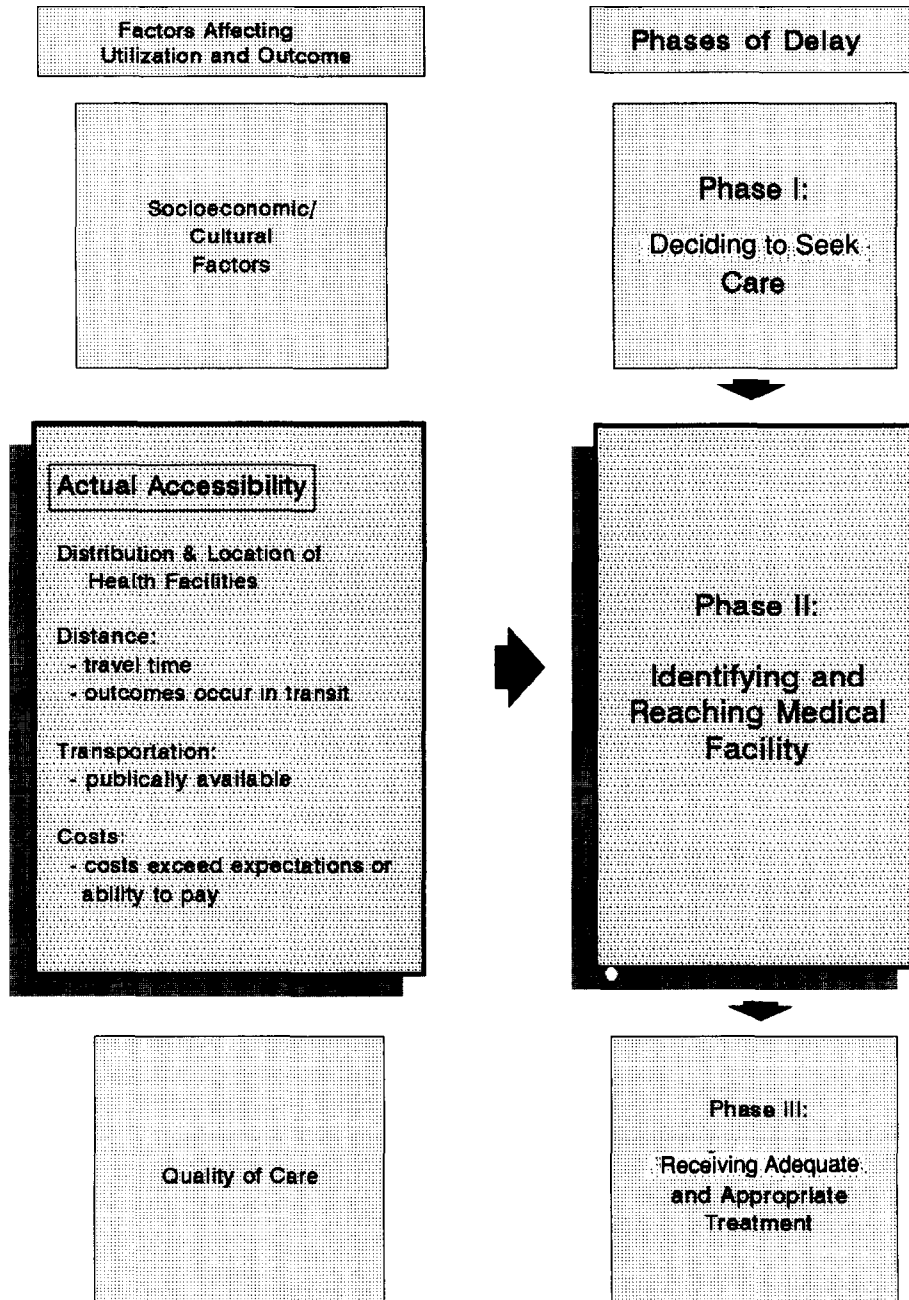 Factors Affecting
Utilization and Outcome
Phases of Delay
Socioeconomic/
Cultural
Factors
Phase I:
Deciding to Seek
Care
Actual Accessibility
Distribution & Location of
Health Facilities
Distance:
- travel time
- outcomes occur in transit
Transportation:
- publically available
Costs:
- costs exceed expectations or
ability to pay
Phase II:
Identifying and
Reaching Medical
Facility
Quality of Care
Phase III:
Receiving Adequate
and Appropriate
Treatment